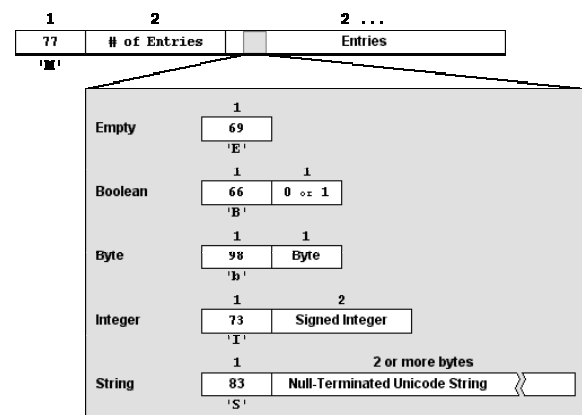 1 2 2 ...
77 # of Entries Entries
'M'
1
Empty 69
'E'
1 1
Boolean 66 0 or 1
'B'
1 1
Byte 98 Byte
'b'
1 2
Integer 73 Signed Integer
'I'
1 2 or more bytes
String 83 Null-Terminated Unicode String
'S'